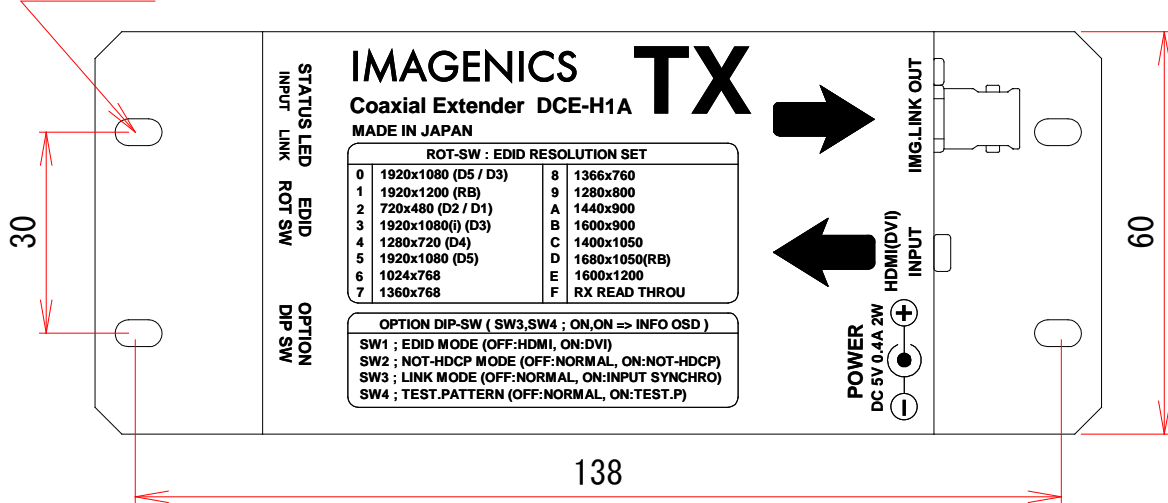 IMAGENICS
TX
Coaxial Extender DCE-H1A
MADE IN JAPAN
STATUS LED
INPUT LINK
EDID
ROT SW
OPTION
DIP SW
ROT-SW : EDID RESOLUTION SET
0 1920x1080 (D5 / D3) 8 1366x760
1 1920x1200 (RB) 9 1280x800
2 720x480 (D2 / D1) A 1440x900
3 1920x1080(i) (D3) B 1600x900
4 1280x720 (D4) C 1400x1050
5 1920x1080 (D5) D 1680x1050(RB)
6 1024x768 E 1600x1200
7 1360x768 F RX READ THROU
OPTION DIP-SW ( SW3,SW4 ; ON,ON => INFO OSD )
SW1 ; EDID MODE (OFF:HDMI, ON:DVI)
SW2 ; NOT-HDCP MODE (OFF:NORMAL, ON:NOT-HDCP)
SW3 ; LINK MODE (OFF:NORMAL, ON:INPUT SYNCHRO)
SW4 ; TEST.PATTERN (OFF:NORMAL, ON:TEST.P)
IMG.LINK OUT
HDMI(DVI)
INPUT
POWER
DC 5V 0.4A 2W
30
60
138